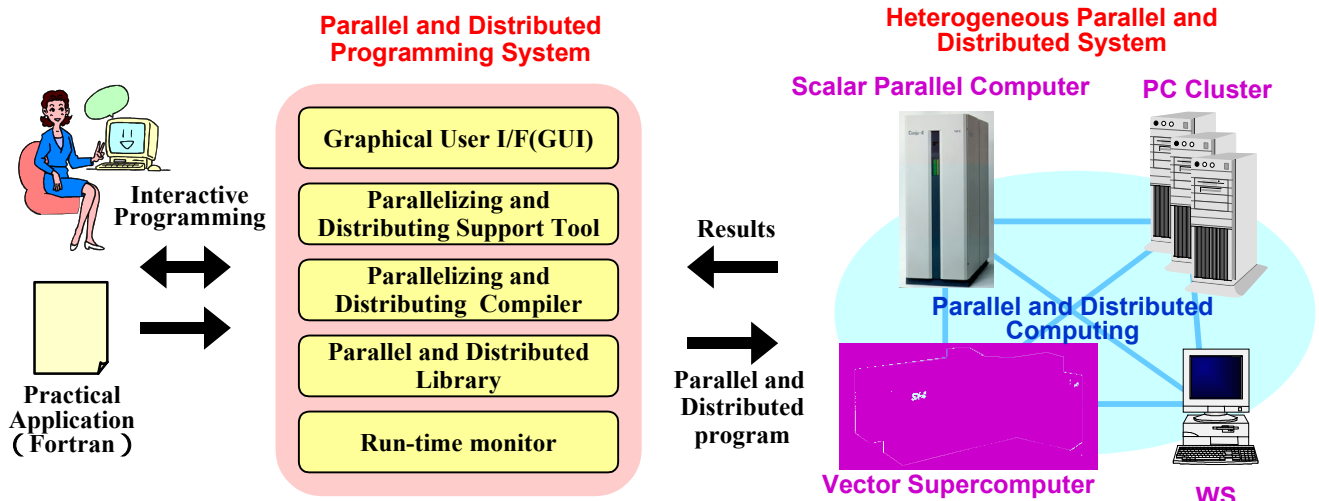 Parallel and Distributed
Programming System
Heterogeneous Parallel and
Distributed System
Scalar Parallel Computer
PC Cluster
Graphical User I/F(GUI)
Parallelizing and
Distributing Support Tool
Parallelizing and
Distributing Compiler
Parallel and Distributed
Library
Run-time monitor
Interactive
Programming
Practical
Application
( Fortran )
Results
Parallel and
Distributed
program
Parallel and Distributed
Computing
Vector Supercomputer
WS